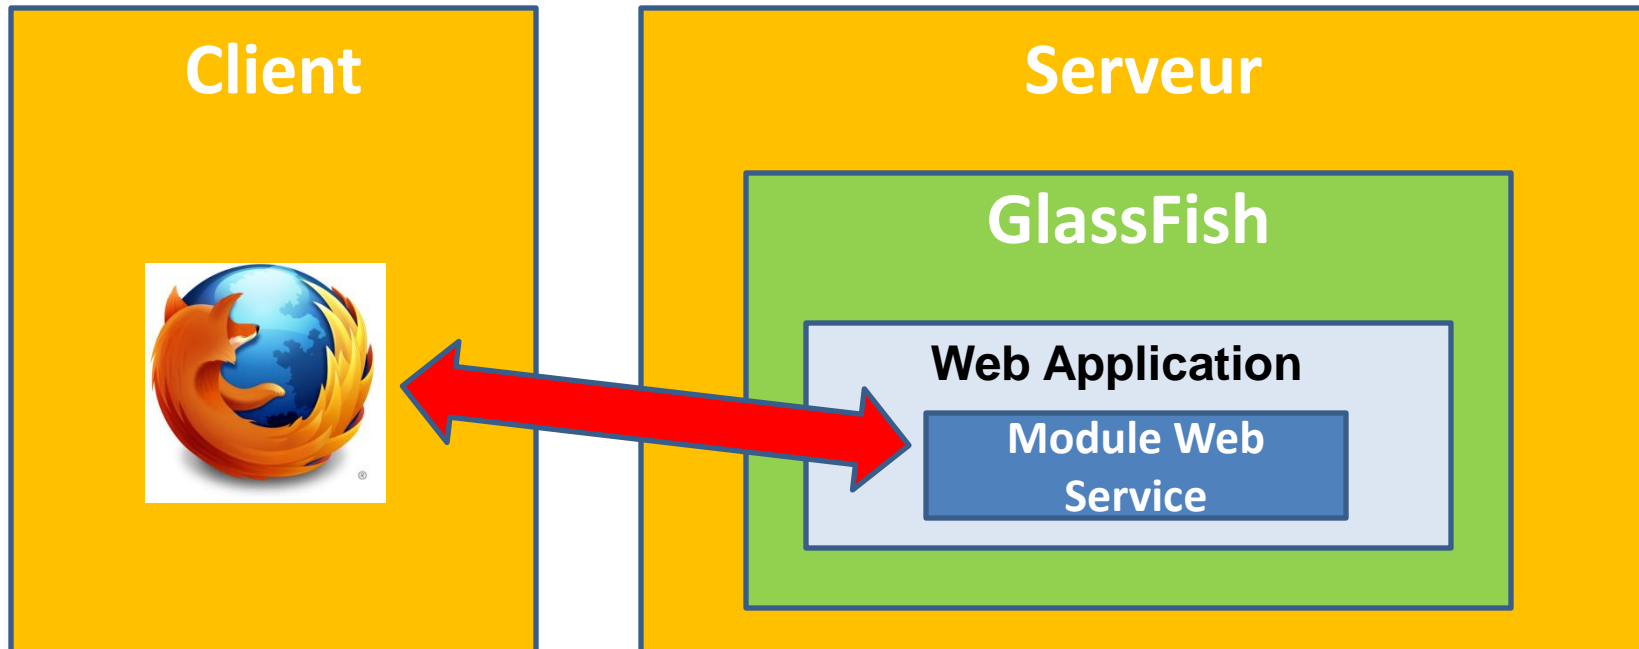 Client
Serveur
GlassFish
Web Application
Module Web
Service
®